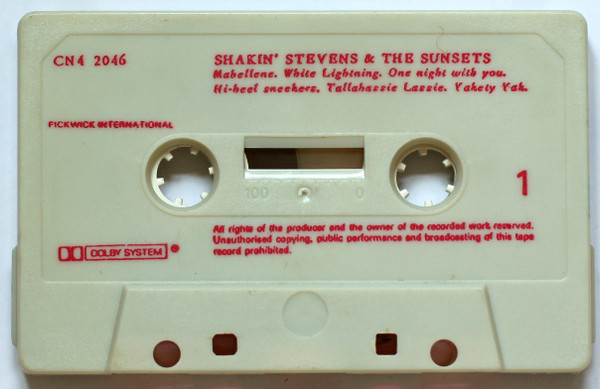 CN4 2046
SHAKIN' STEVENS & THE SUNSETS
Mabellene. White Lightning. One night with you.
Hi-heel sneekers. Tallahassie Lassie. Yakety Yak.
PICKWICK INTERNATIONAL
100 0
1
All rights of the producer and the owner of the recorded work reserved.
Unauthorised copying, public performance and broadcasting of this tape
record prohibited.
DOLBY SYSTEM ®